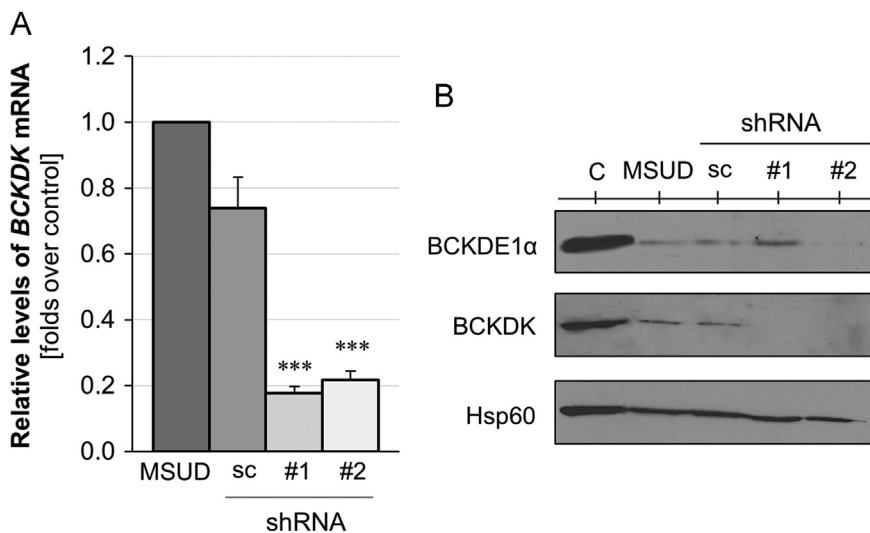 A
Relative levels of BCKDK mRNA
[folds over control]
1.2
1.0
0.8
0.6
0.4
0.2
0.0
***
***
MSUD sc #1 #2
shRNA
B
shRNA
C MSUD sc #1 #2
BCKDE1α
BCKDK
Hsp60